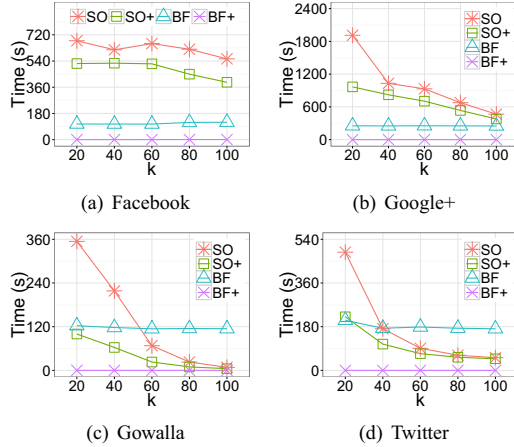 SO SO+ BF BF+
Time (s)
720
540
360
180
0
20 40 60 80 100
k
(a) Facebook
SO
SO+
BF
BF+
Time (s)
2400
1800
1200
600
0
20 40 60 80 100
k
(b) Google+
SO
SO+
BF
BF+
Time (s)
360
240
120
0
20 40 60 80 100
k
(c) Gowalla
SO
SO+
BF
BF+
Time (s)
540
360
180
0
20 40 60 80 100
k
(d) Twitter